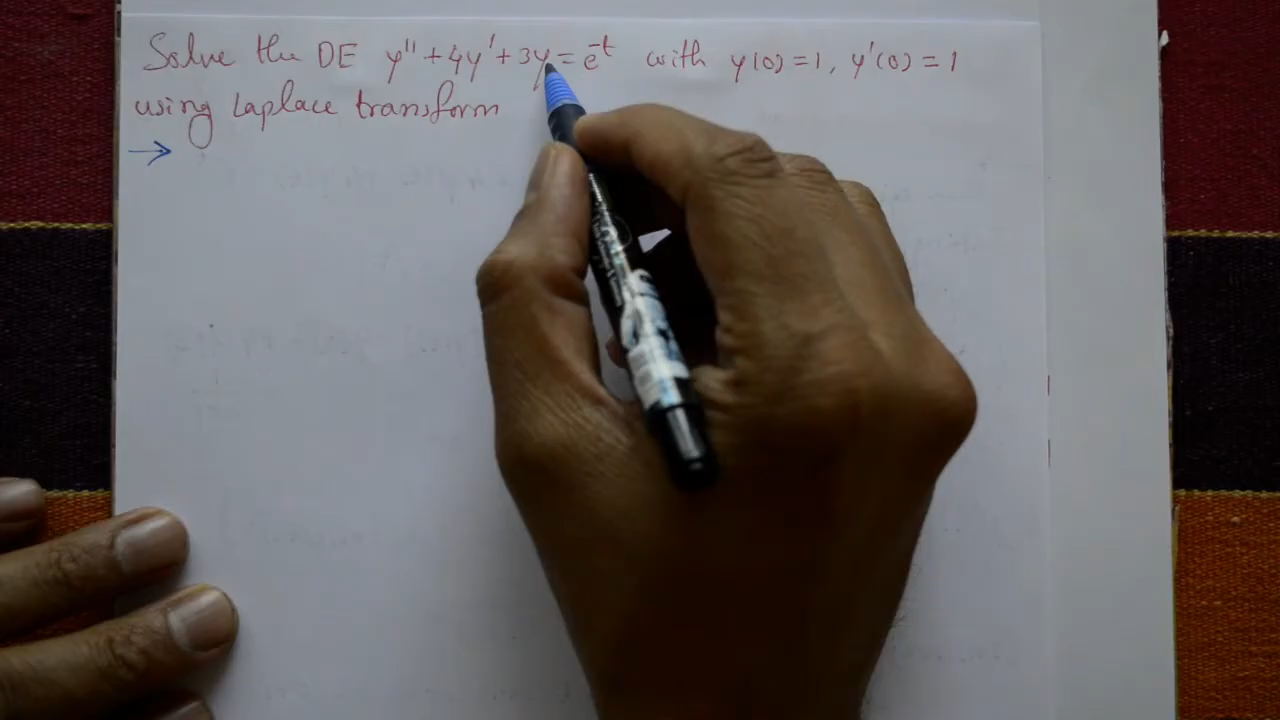 Solve the DE y'' + 4y' + 3y = e^{-t} with y(0) = 1, y'(0) = 1
using Laplace transform
→